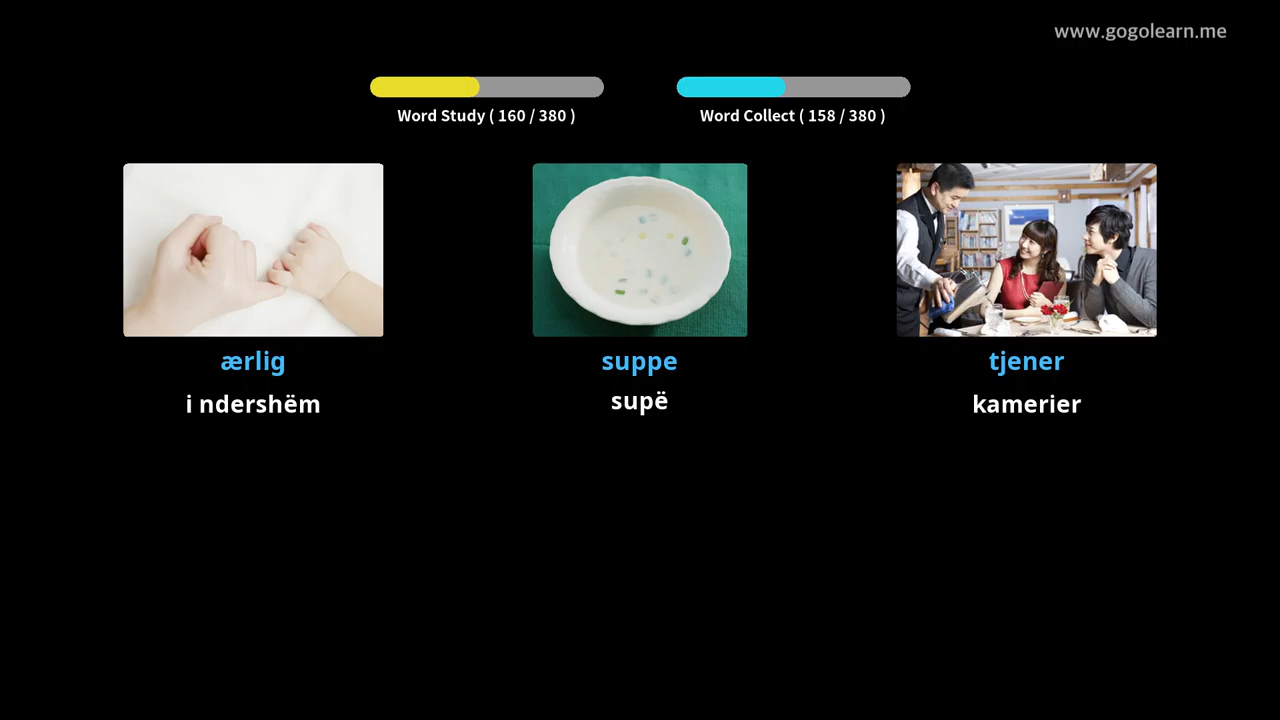 www.gogolearn.me
Word Study ( 160 / 380 )
Word Collect ( 158 / 380 )
ærlig
i ndershëm
suppe
supë
tjener
kamerier